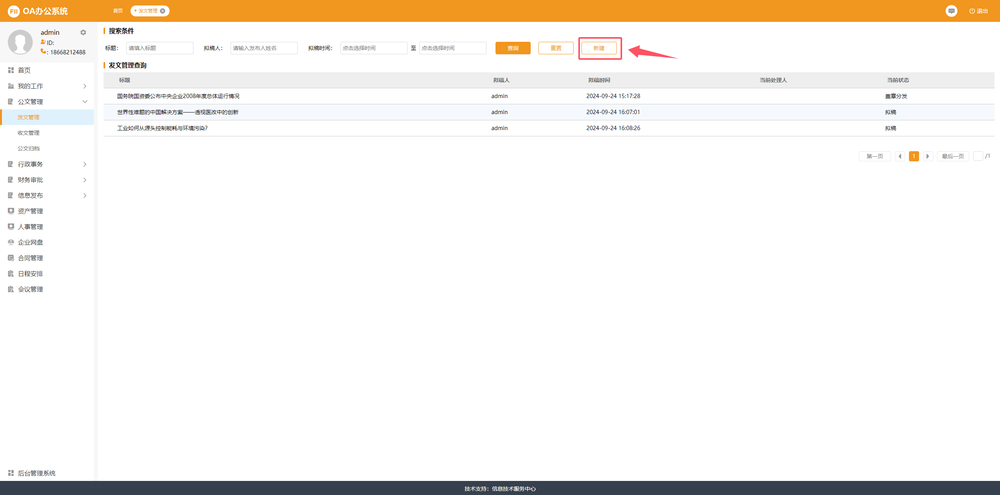 FII OA办公系统 首页 • 发文管理 退出
admin
ID:
: 18668212488
首页
我的工作
公文管理
发文管理
收文管理
公文归档
行政事务
财务审批
信息发布
资产管理
人事管理
企业网盘
合同管理
日程安排
会议管理
后台管理系统
搜索条件
标题： 请填入标题 拟稿人： 请输入发布人姓名 拟稿时间： 点击选择时间 至 点击选择时间 查询 重置 新建
发文管理查询
标题 拟稿人 拟稿时间 当前处理人 当前状态
国务院国资委公布中央企业2008年度总体运行情况 admin 2024-09-24 15:17:28 盖章分发
世界性难题的中国解决方案——透视医改中的创新 admin 2024-09-24 16:07:01 拟稿
工业如何从源头控制能耗与环境污染? admin 2024-09-24 16:08:26 拟稿
第一页 1 最后一页 /1
技术支持：信息技术服务中心